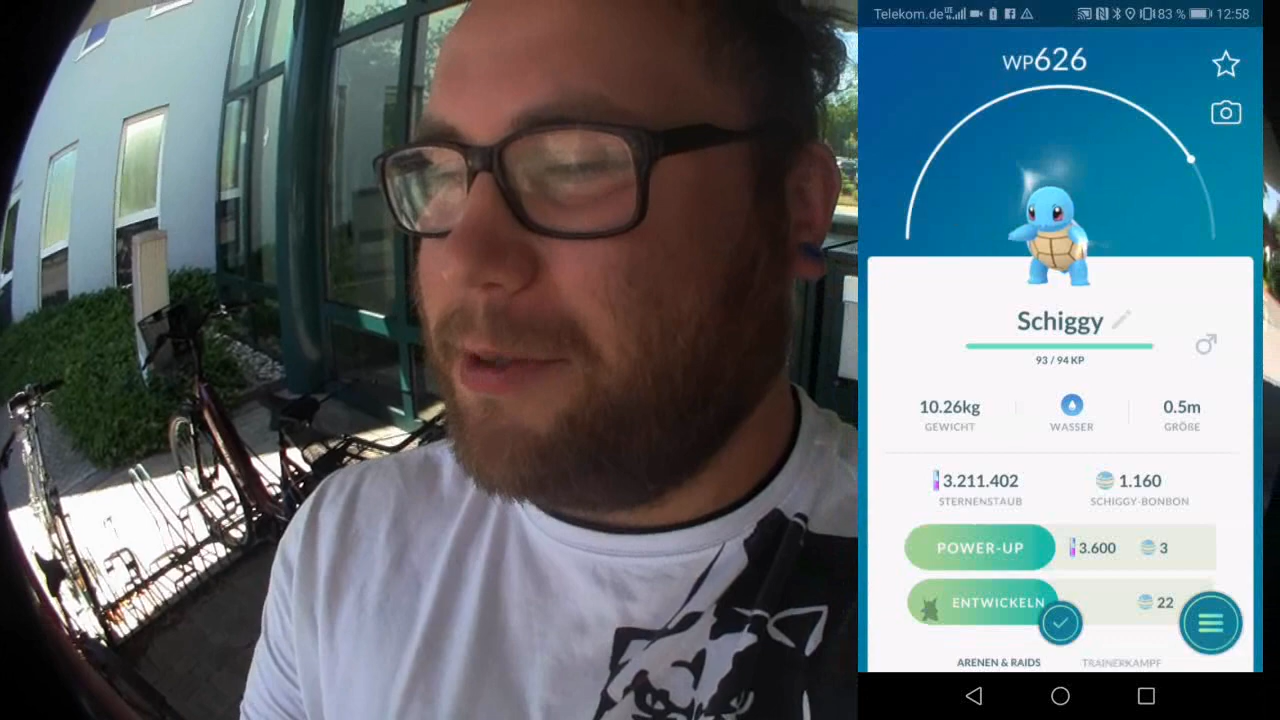 Telekom.de 83 % 12:58
WP626
Schiggy
93 / 94 KP
10.26kg
GEWICHT
WASSER
0.5m
GRÖßE
3.211.402
STERNENSTAUB
1.160
SCHIGGY-BONBON
POWER-UP 3.600 3
ENTWICKELN 22
ARENEN & RAIDS TRAINERKAMPF